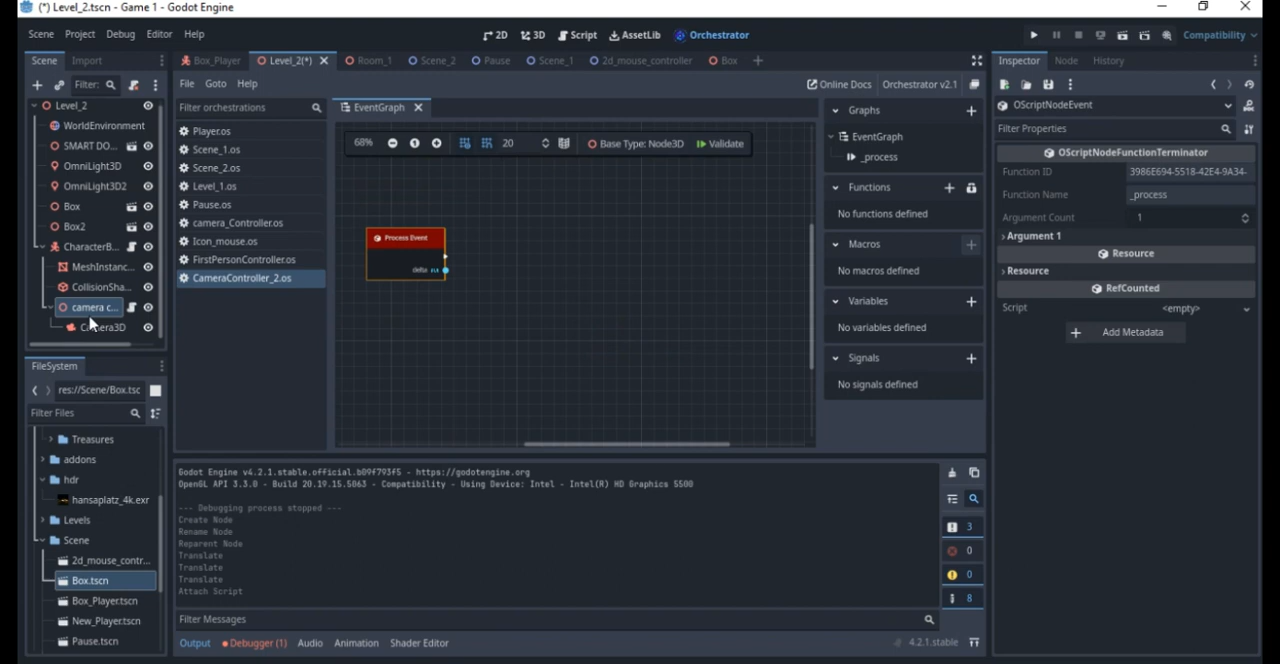 (*) Level_2.tscn - Game 1 - Godot Engine
Scene Project Debug Editor Help
2D 3D Script AssetLib Orchestrator
Compatibility
Scene Import
Filter:
Level_2
WorldEnvironment
SMART DO...
OmniLight3D
OmniLight3D2
Box
Box2
CharacterB...
MeshInstanc...
CollisionSha...
camera c...
FileSystem
res://Scene/Box.tsc
Filter Files
Treasures
addons
hdr
hansaplatz_4k.exr
Levels
Scene
2d_mouse_contr...
Box.tscn
Box_Player.tscn
New_Player.tscn
Pause.tscn
Box_Player Level_2(*) Room_1 Scene_2 Pause Scene_1 2d_mouse_controller Box
File Goto Help
Online Docs Orchestrator v2.1
Filter orchestrations
Player.os
Scene_1.os
Scene_2.os
Level_1.os
Pause.os
camera_Controller.os
Icon_mouse.os
FirstPersonController.os
CameraController_2.os
EventGraph
68% 20 Base Type: Node3D Validate
Process Event
delta
Graphs
EventGraph
_process
Functions
No functions defined
Macros
No macros defined
Variables
No variables defined
Signals
No signals defined
Godot Engine v4.2.1.stable.official.b09f793f5 - https://godotengine.org
OpenGL API 3.3.0 - Build 20.19.15.5063 - Compatibility - Using Device: Intel - Intel(R) HD Graphics 5500
--- Debugging process stopped ---
Create Node
Rename Node
Reparent Node
Translate
Translate
Translate
Attach Script
3
0
0
8
Filter Messages
Output Debugger (1) Audio Animation Shader Editor
4.2.1.stable
Inspector Node History
OScriptNodeEvent
Filter Properties
OScriptNodeFunctionTerminator
Function ID 3986E694-5518-42E4-9A34-
Function Name _process
Argument Count 1
Argument 1
Resource
Resource
RefCounted
Script <empty>
Add Metadata